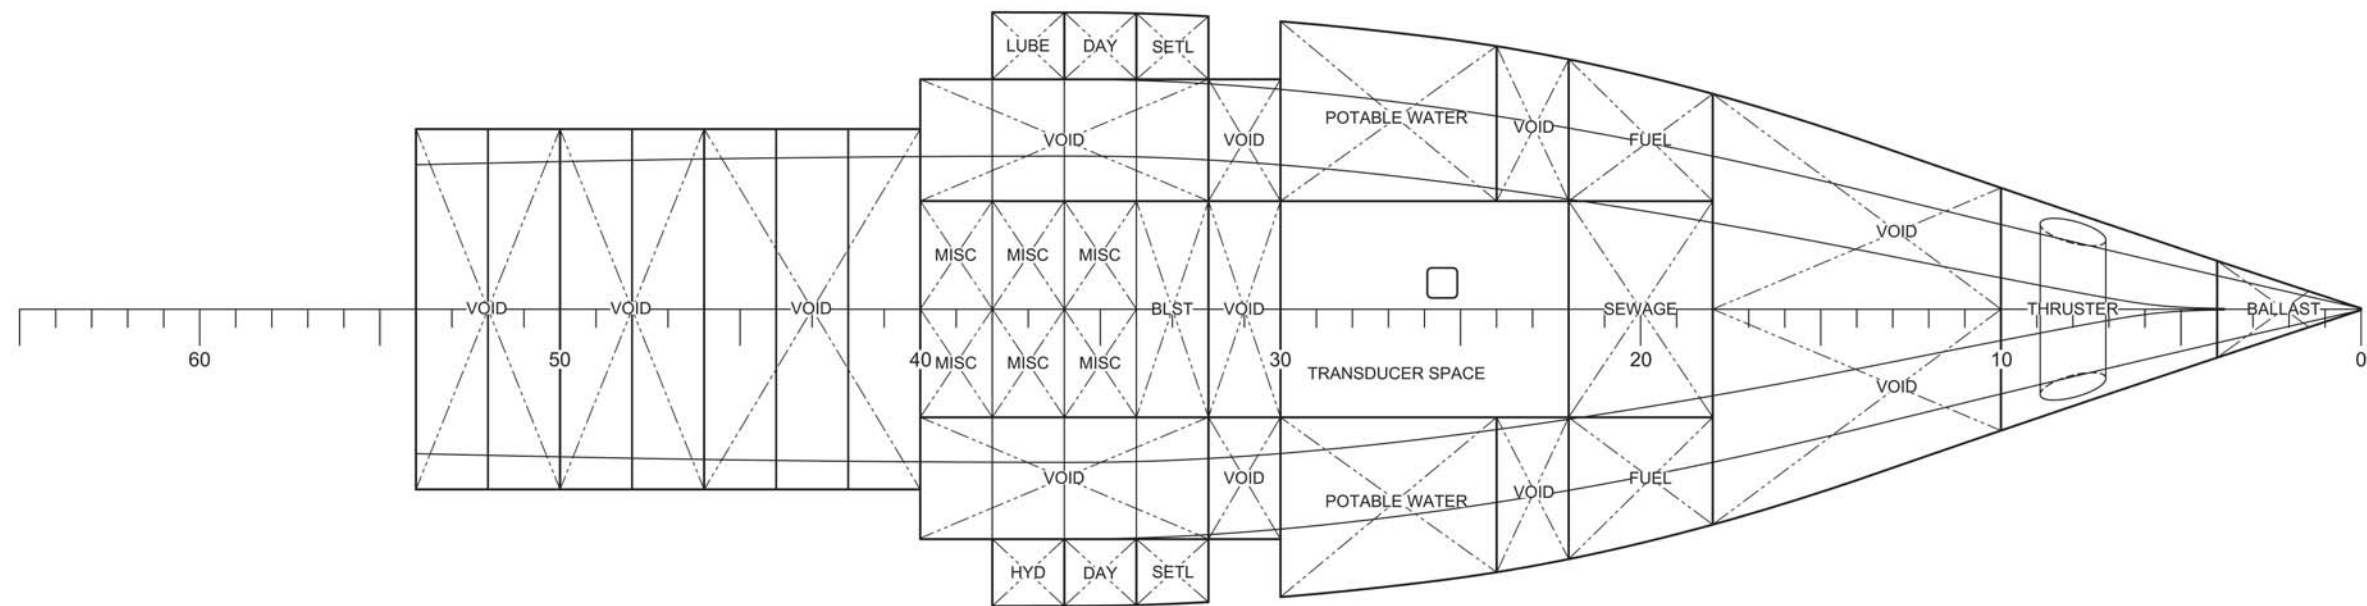 LUBE DAY SETL
POTABLE WATER
VOID
VOID VOID FUEL
VOID
MISC MISC MISC
VOID VOID VOID BLST VOID SEWAGE THRUSTER BALLAST
60 50 40 30 20 10 0
MISC MISC MISC
TRANSDUCER SPACE
VOID
VOID VOID FUEL
VOID
POTABLE WATER
HYD DAY SETL